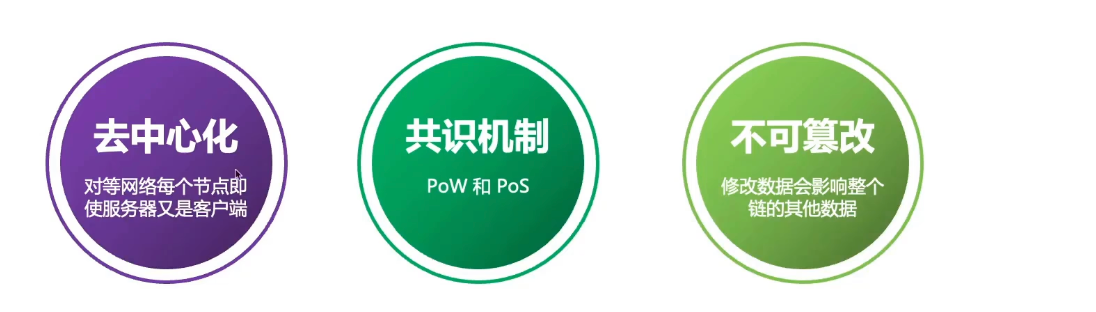 去中心化
对等网络每个节点即
使服务器又是客户端
共识机制
PoW 和 PoS
不可篡改
修改数据会影响整个
链的其他数据